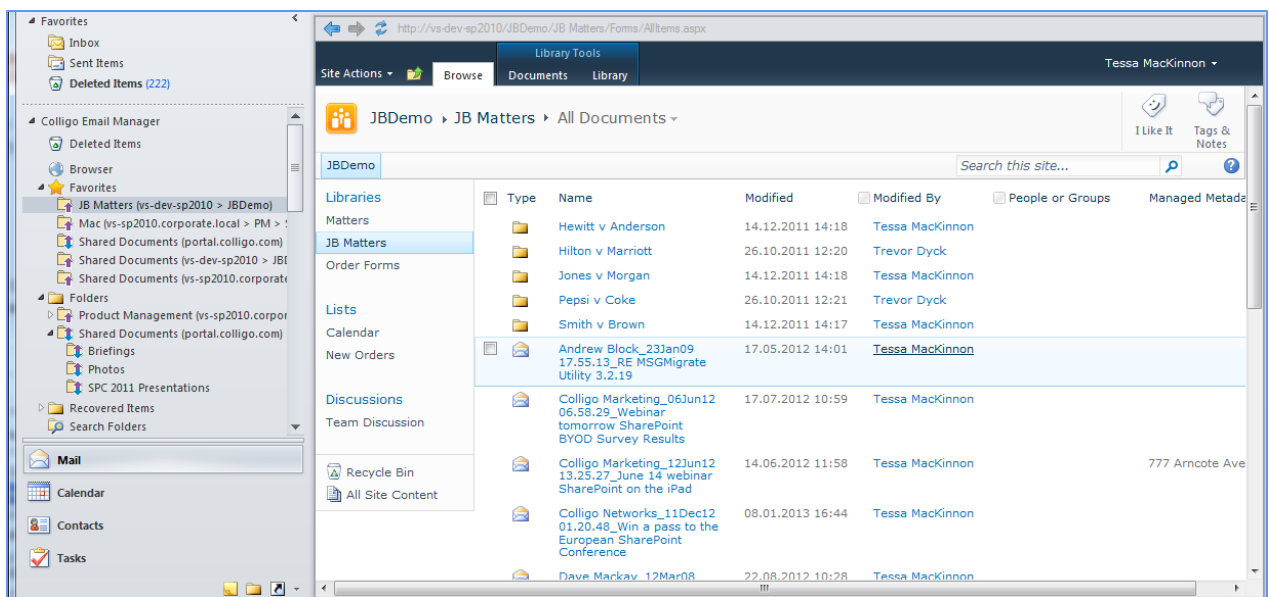 Favorites
Inbox
Sent Items
Deleted Items (222)
Colligo Email Manager
Deleted Items
Browser
Favorites
JB Matters (vs-dev-sp2010 > JBDemo)
Mac (vs-sp2010.corporate.local > PM >
Shared Documents (portal.colligo.com)
Shared Documents (vs-dev-sp2010 > JBI
Shared Documents (vs-sp2010.corporate
Folders
Product Management (vs-sp2010.corpor
Shared Documents (portal.colligo.com)
Briefings
Photos
SPC 2011 Presentations
Recovered Items
Search Folders
Mail
Calendar
Contacts
Tasks
http://vs-dev-sp2010/JBDemo/JB Matters/Forms/AllItems.aspx
Library Tools
Site Actions Browse Documents Library
Tessa MacKinnon
JBDemo JB Matters All Documents
I Like It
Tags &
Notes
JBDemo
Search this site...
Libraries
Matters
JB Matters
Order Forms
Lists
Calendar
New Orders
Discussions
Team Discussion
Recycle Bin
All Site Content
Type Name Modified Modified By People or Groups Managed Metada
Hewitt v Anderson 14.12.2011 14:18 Tessa MacKinnon
Hilton v Marriott 26.10.2011 12:20 Trevor Dyck
Jones v Morgan 14.12.2011 14:18 Tessa MacKinnon
Pepsi v Coke 26.10.2011 12:21 Trevor Dyck
Smith v Brown 14.12.2011 14:17 Tessa MacKinnon
Andrew Block_23Jan09 17.05.2012 14:01 Tessa MacKinnon
17.55.13_RE MSGMigrate
Utility 3.2.19
Colligo Marketing_06Jun12 17.07.2012 10:59 Tessa MacKinnon
06.58.29_Webinar
tomorrow SharePoint
BYOD Survey Results
Colligo Marketing_12Jun12 14.06.2012 11:58 Tessa MacKinnon 777 Arncote Ave
13.25.27_June 14 webinar
SharePoint on the iPad
Colligo Networks_11Dec12 08.01.2013 16:44 Tessa MacKinnon
01.20.48_Win a pass to the
European SharePoint
Conference
Dave Mackay_12Mar08 22.08.2012 10:28 Tessa MacKinnon